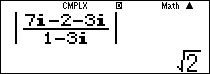 CMPLX D Math ▲
|(7i-2-3i)/(1-3i)|
√2